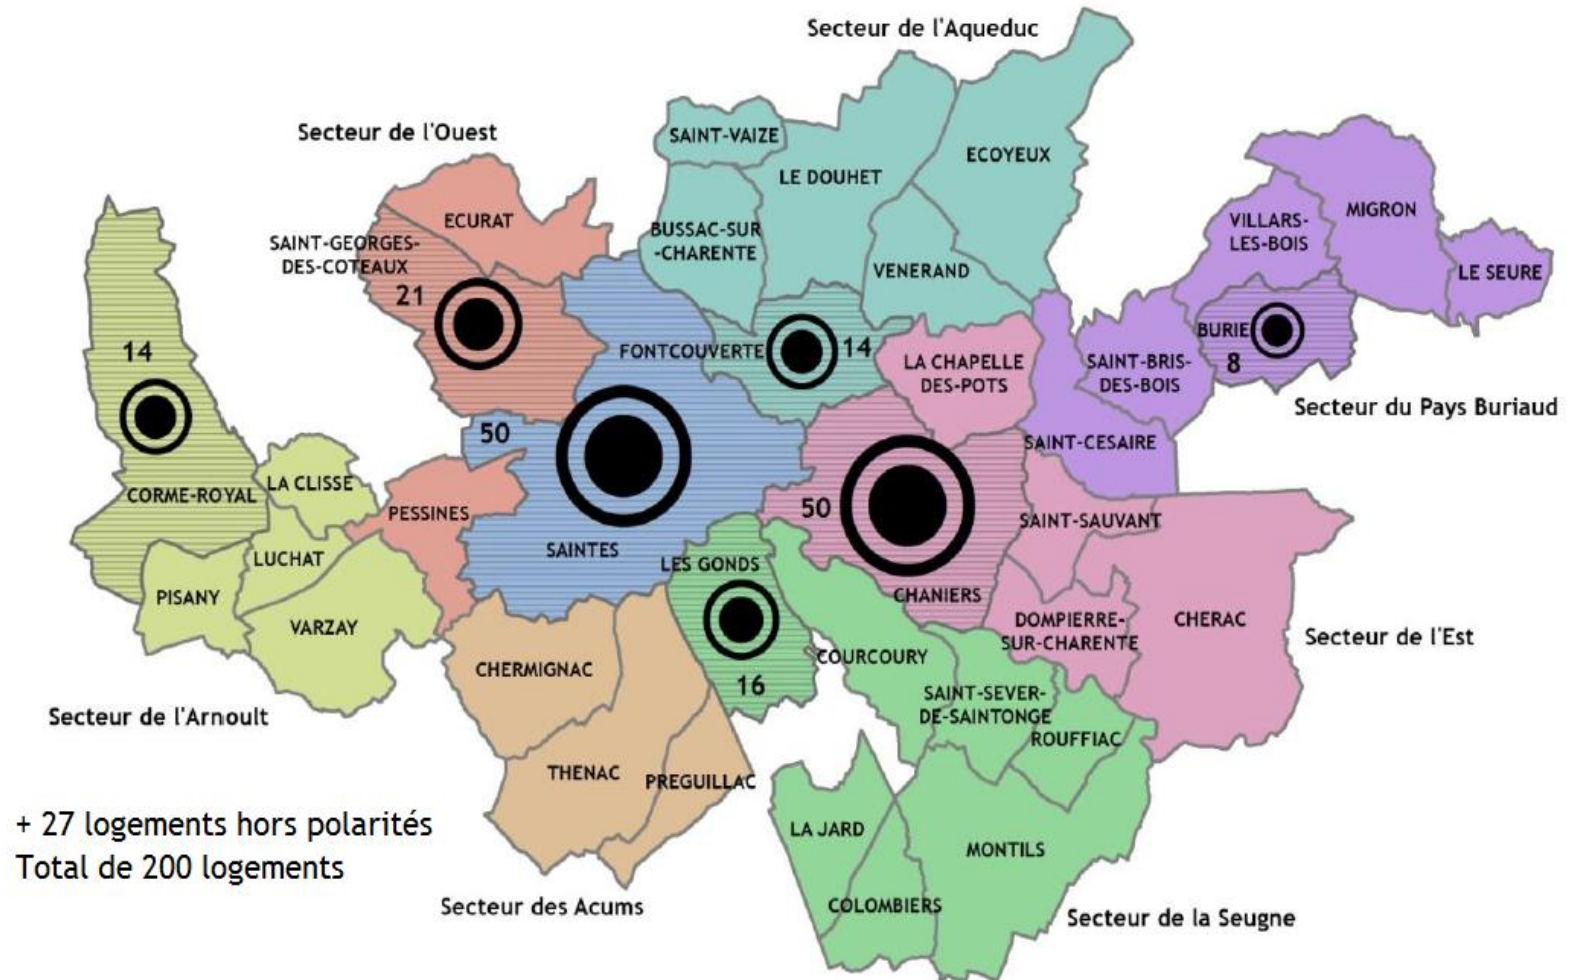 Secteur de l'Aqueduc
Secteur de l'Ouest
SAINT-VAIZE
LE DOUHET
ECOYEUX
ECURAT
BUSSAC-SUR
-CHARENTE
VENERAND
VILLARS-
LES-BOIS
MIGRON
LE SEURE
SAINT-GEORGES-
DES-COTEAUX
21
14
FONTCOUVERTE
14
LA CHAPELLE
DES-POTS
SAINT-BRIS-
DES-BOIS
BURIE
8
Secteur du Pays Buriaud
50
SAINT-CESAIRE
CORME-ROYAL
LA CLISSE
PESSINES
50
SAINT-SAUVANT
LUCHAT
SAINTES
LES GONDS
PISANY
VARZAY
CHANIERS
DOMPIERRE-
SUR-CHARENTE
CHERAC
Secteur de l'Est
CHERMIGNAC
16
COURCOURY
SAINT-SEVER-
DE-SAINTONGE
ROUFFIAC
Secteur de l'Arnoult
THENAC
PREGUILLAC
+ 27 logements hors polarités
Total de 200 logements
LA JARD
MONTILS
COLOMBIERS
Secteur des Acums
Secteur de la Seugne